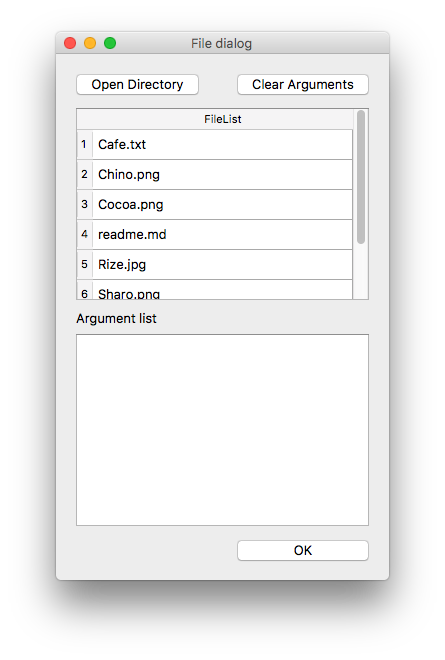 File dialog
Open Directory
Clear Arguments
FileList
1 Cafe.txt
2 Chino.png
3 Cocoa.png
4 readme.md
5 Rize.jpg
6 Sharo.png
Argument list
OK